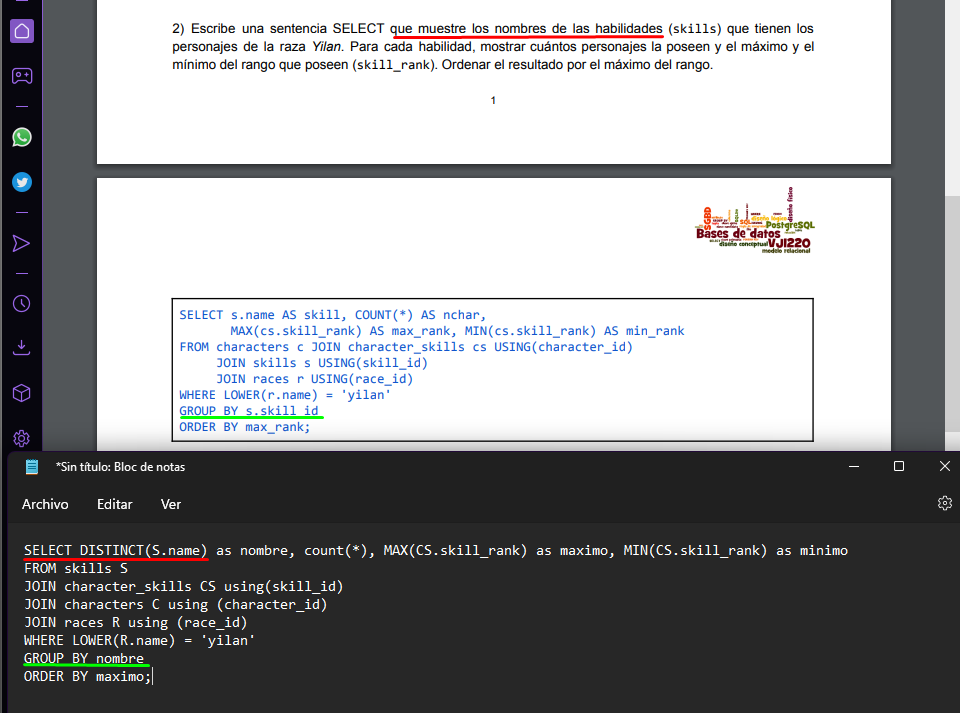 2) Escribe una sentencia SELECT que muestre los nombres de las habilidades (skills) que tienen los
personajes de la raza Yilan. Para cada habilidad, mostrar cuántos personajes la poseen y el máximo y el
mínimo del rango que poseen (skill_rank). Ordenar el resultado por el máximo del rango.
1
SGBD
diseño físico
SQL
diseño lógico
PostgreSQL
Bases de datos
diseño conceptual
VJ1220
modelo relacional
SELECT s.name AS skill, COUNT(*) AS nchar,
MAX(cs.skill_rank) AS max_rank, MIN(cs.skill_rank) AS min_rank
FROM characters c JOIN character_skills cs USING(character_id)
JOIN skills s USING(skill_id)
JOIN races r USING(race_id)
WHERE LOWER(r.name) = 'yilan'
GROUP BY s.skill_id
ORDER BY max_rank;
*Sin título: Bloc de notas
Archivo Editar Ver
SELECT DISTINCT(S.name) as nombre, count(*), MAX(CS.skill_rank) as maximo, MIN(CS.skill_rank) as minimo
FROM skills S
JOIN character_skills CS using(skill_id)
JOIN characters C using (character_id)
JOIN races R using (race_id)
WHERE LOWER(R.name) = 'yilan'
GROUP BY nombre
ORDER BY maximo;